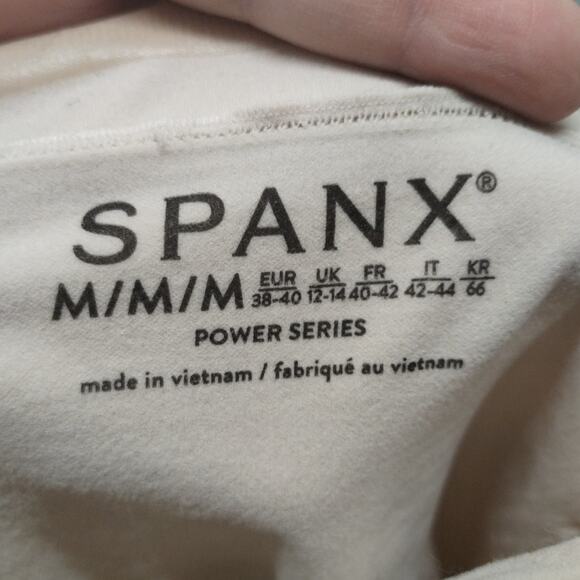 SPANX®
M/M/M EUR 38-40 UK 12-14 FR 40-42 IT 42-44 KR 66
POWER SERIES
made in vietnam / fabriqué au vietnam